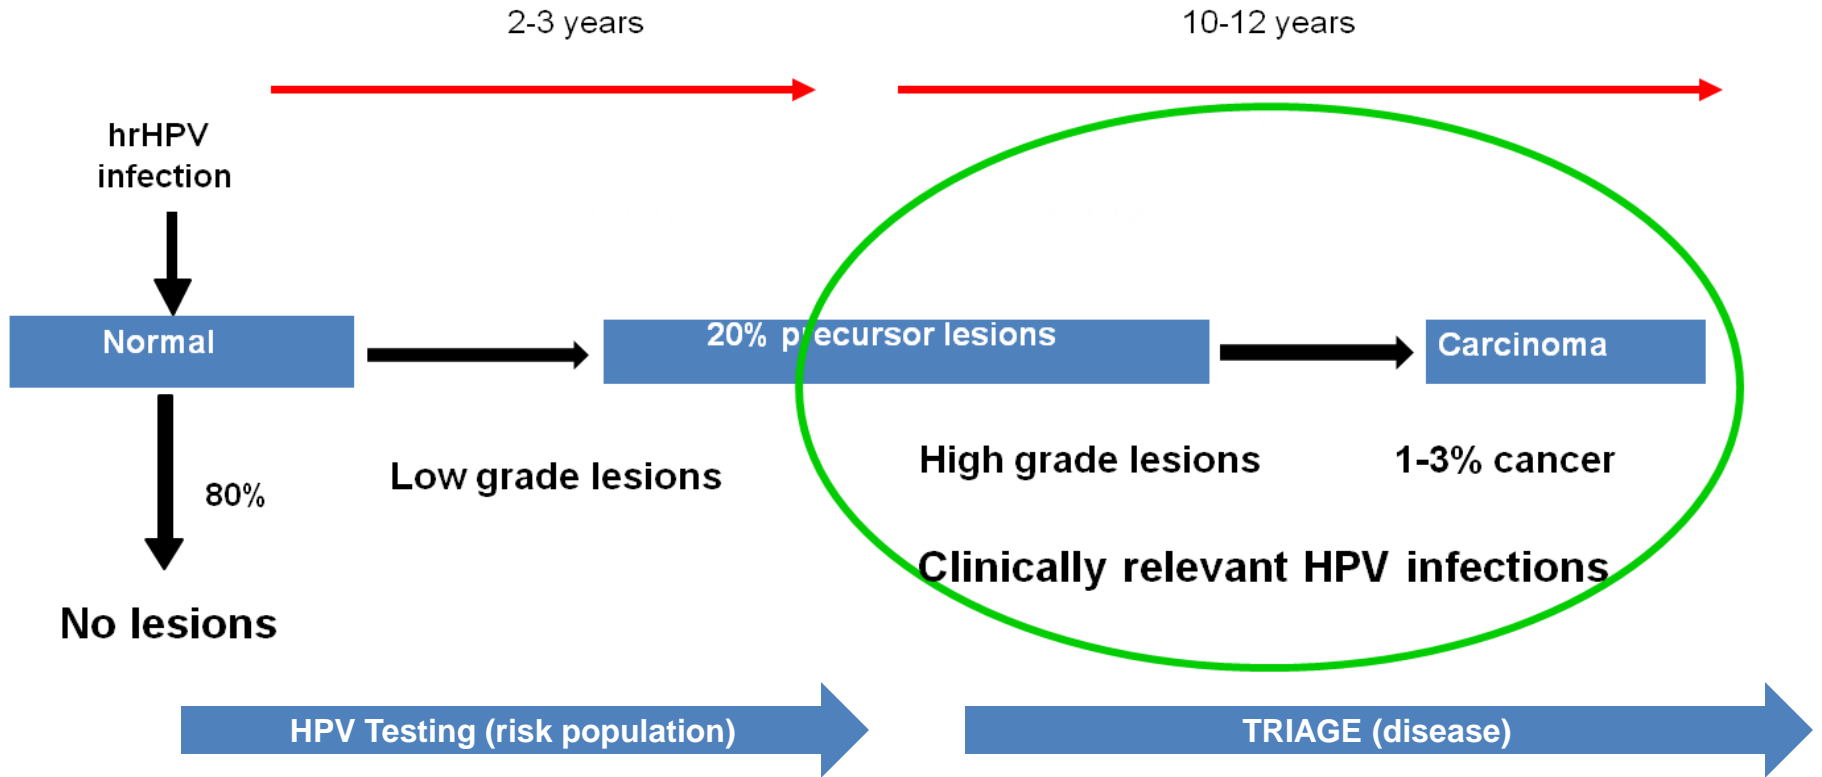 2-3 years
10-12 years
hrHPV
infection
Normal
20% precursor lesions
Carcinoma
80%
Low grade lesions
High grade lesions
1-3% cancer
Clinically relevant HPV infections
No lesions
HPV Testing (risk population)
TRIAGE (disease)